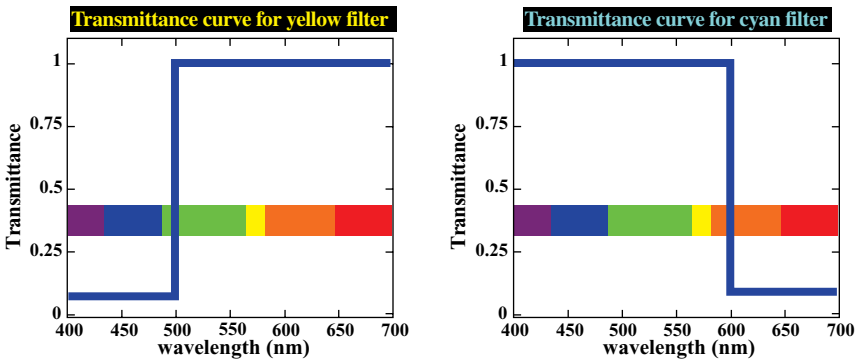 Transmittance curve for yellow filter
1
0.75
0.5
0.25
0
Transmittance
400 450 500 550 600 650 700
wavelength (nm)
Transmittance curve for cyan filter
1
0.75
0.5
0.25
0
Transmittance
400 450 500 550 600 650 700
wavelength (nm)